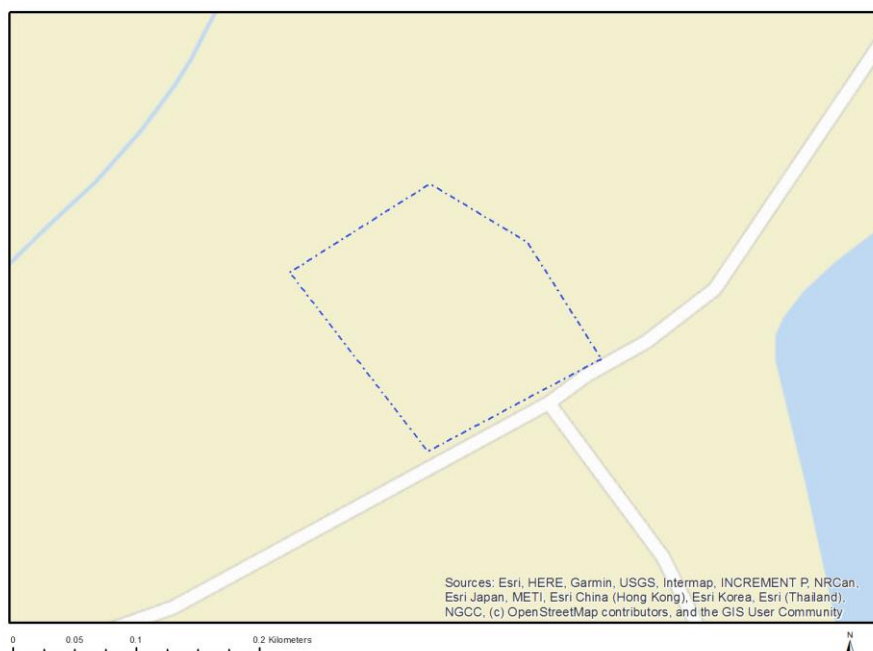 Sources: Esri, HERE, Garmin, USGS, Intermap, INCREMENT P, NRCan,
Esri Japan, METI, Esri China (Hong Kong), Esri Korea, Esri (Thailand),
NGCC, (c) OpenStreetMap contributors, and the GIS User Community
0 0.05 0.1 0.2 Kilometers
N